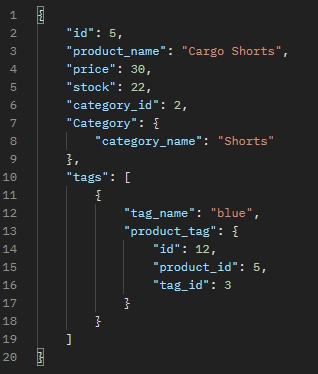 1 {
2     "id": 5,
3     "product_name": "Cargo Shorts",
4     "price": 30,
5     "stock": 22,
6     "category_id": 2,
7     "Category": {
8         "category_name": "Shorts"
9     },
10     "tags": [
11         {
12             "tag_name": "blue",
13             "product_tag": {
14                 "id": 12,
15                 "product_id": 5,
16                 "tag_id": 3
17             }
18         }
19     ]
20 }